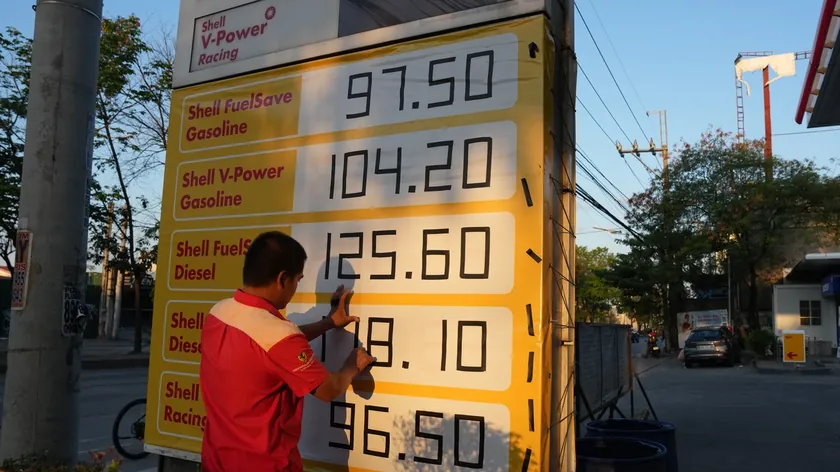 Shell
V-Power
Racing
Shell FuelSave
Gasoline
97.50
Shell V-Power
Gasoline
104.20
Shell FuelS
Diesel
125.60
Shell
Diese
8.10
Shell
Racing
96.50